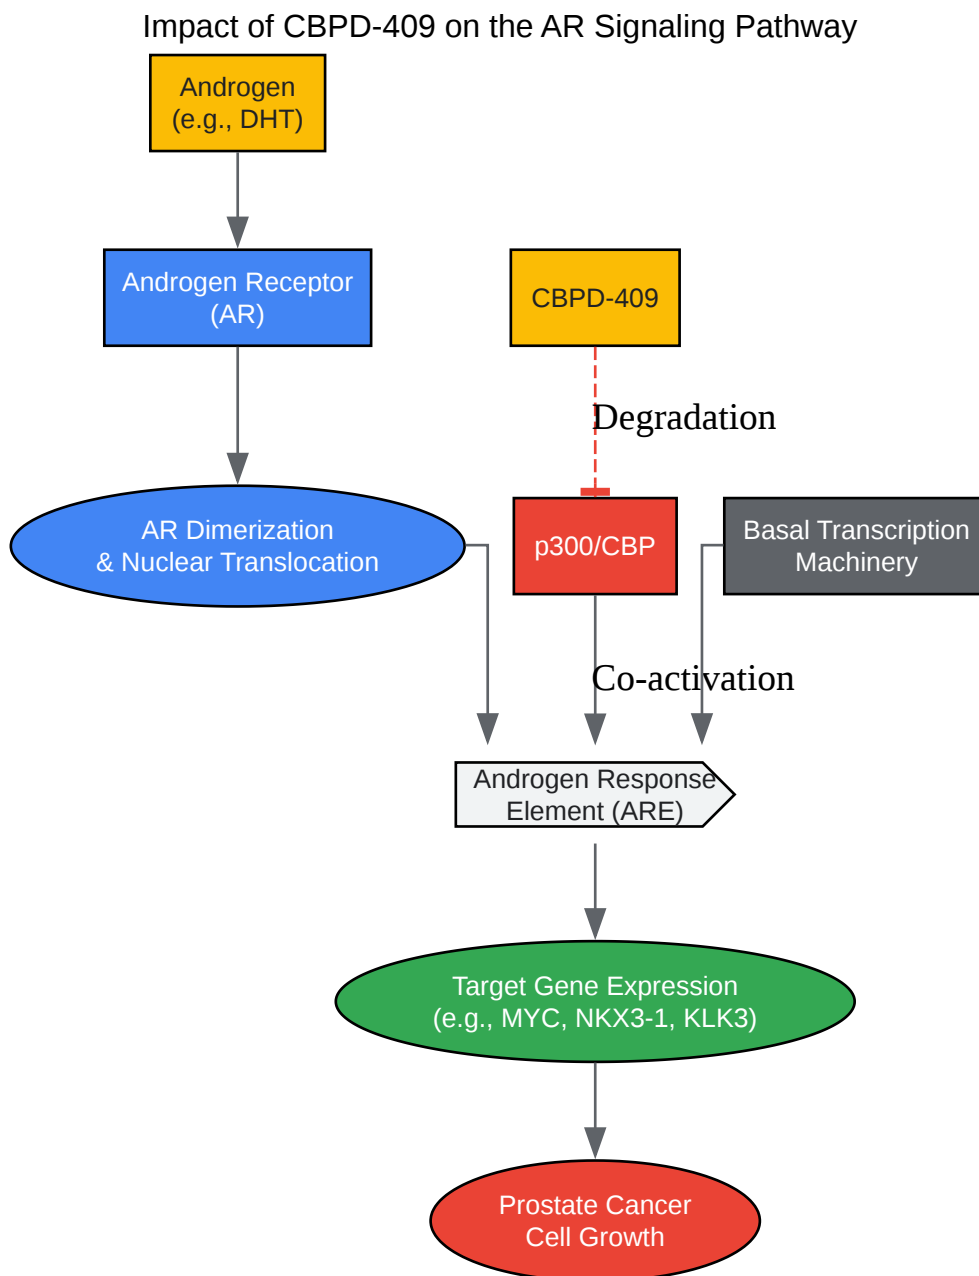 Impact of CBPD-409 on the AR Signaling Pathway
Androgen
(e.g., DHT)
Androgen Receptor
(AR)
CBPD-409
Degradation
AR Dimerization
& Nuclear Translocation
p300/CBP
Basal Transcription
Machinery
Co-activation
Androgen Response
Element (ARE)
Target Gene Expression
(e.g., MYC, NKX3-1, KLK3)
Prostate Cancer
Cell Growth